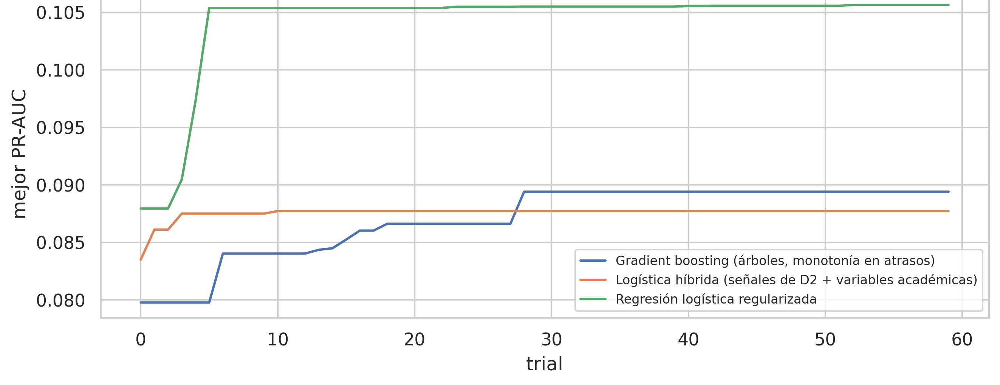 mejor PR-AUC
0.105
0.100
0.095
0.090
0.085
0.080
Gradient boosting (árboles, monotonía en atrasos)
Logística híbrida (señales de D2 + variables académicas)
Regresión logística regularizada
0 10 20 30 40 50 60
trial